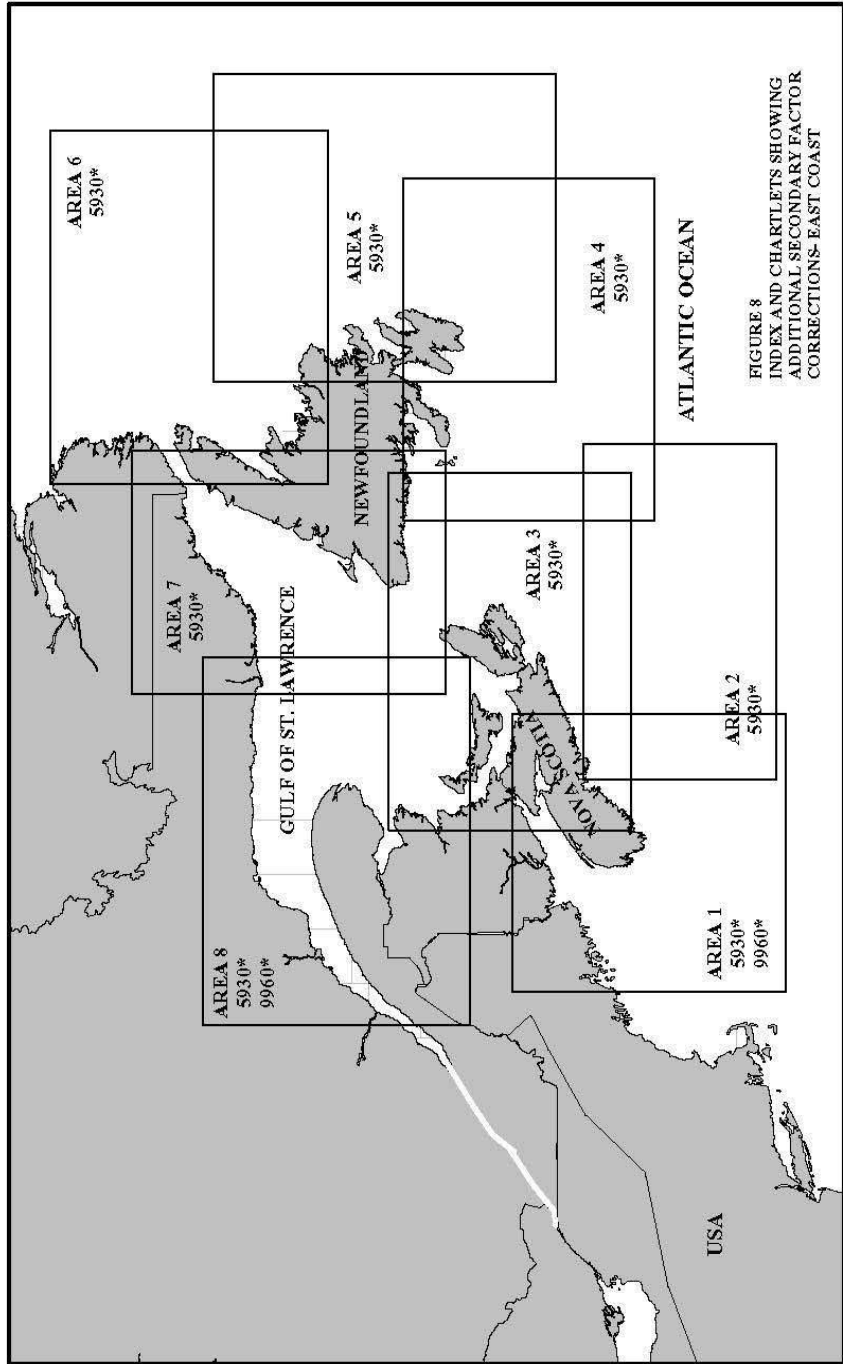 AREA 6
5930*
AREA 5
5930*
AREA 4
5930*
AREA 7
5930*
NEWFOUNDLAND
GULF OF ST. LAWRENCE
AREA 3
5930*
ATLANTIC OCEAN
AREA 8
5930*
9960*
NOVA SCOTIA
AREA 2
5930*
AREA 1
5930*
9960*
USA
FIGURE 8
INDEX AND CHARTLETS SHOWING
ADDITIONAL SECONDARY FACTOR
CORRECTIONS- EAST COAST